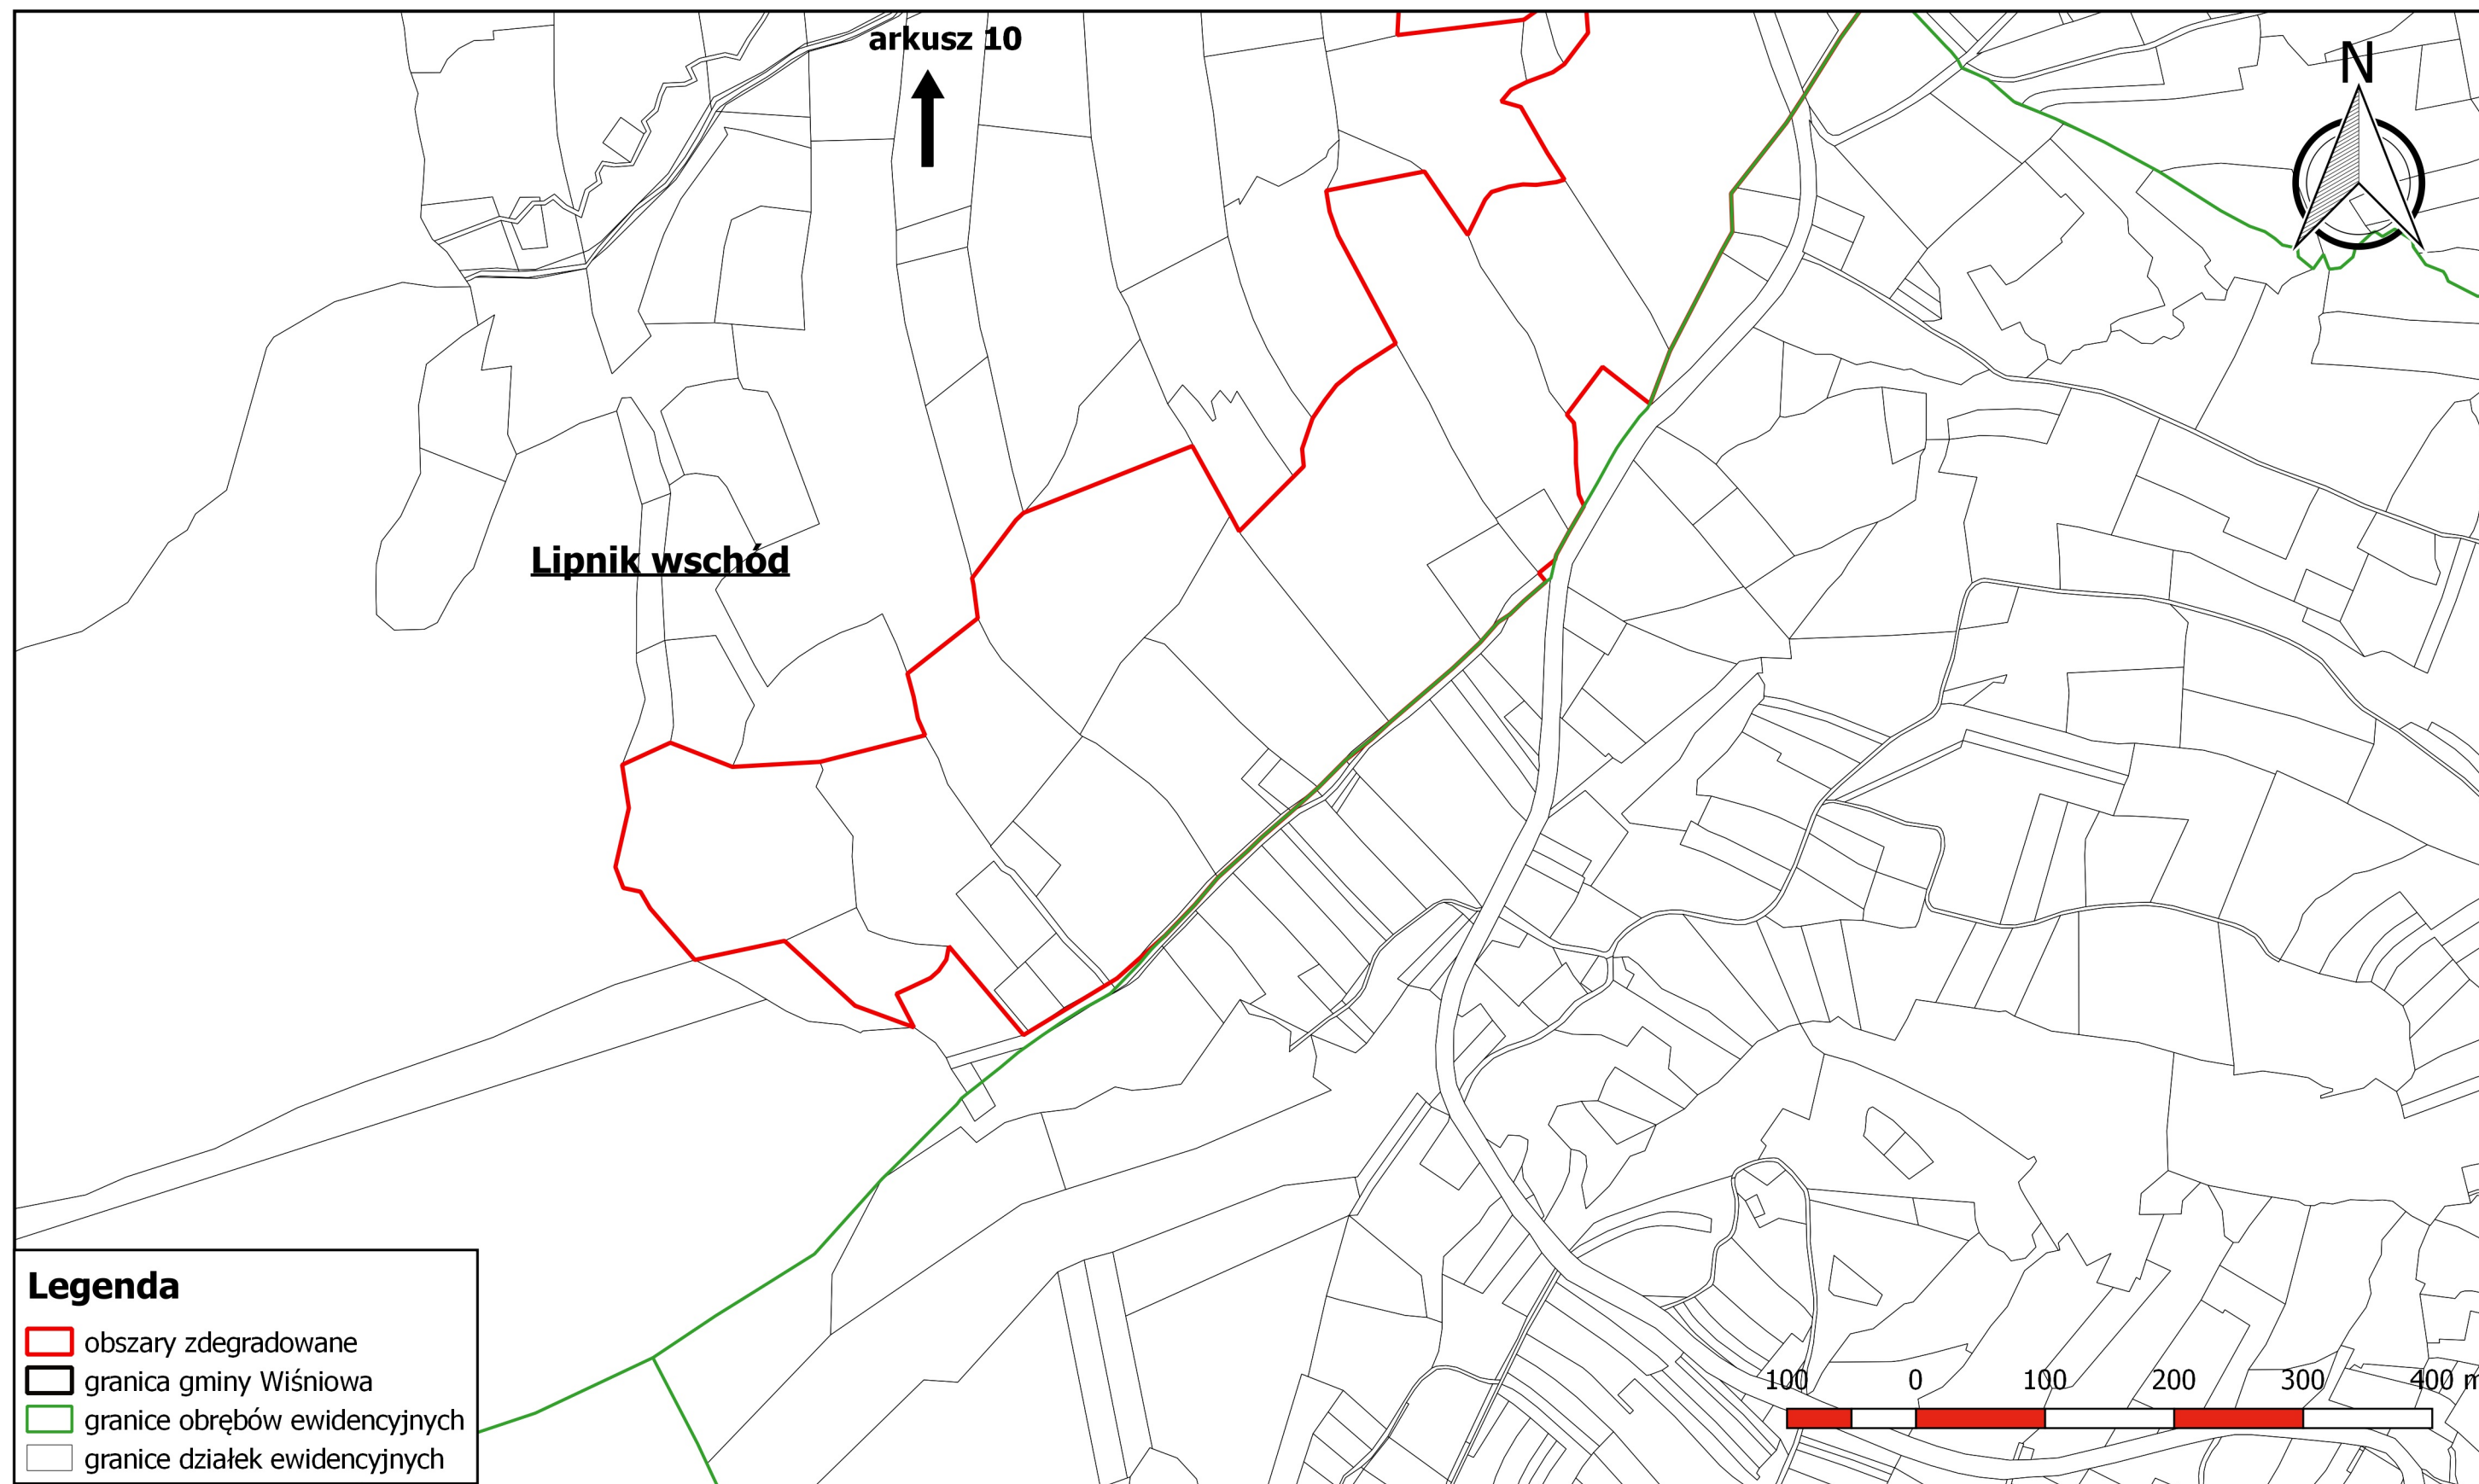 arkusz 10
N
Lipnik wschód
Legenda
obszary zdegradowane
granica gminy Wiśniowa
granice obrębów ewidencyjnych
granice działek ewidencyjnych
100 0 100 200 300 400 m